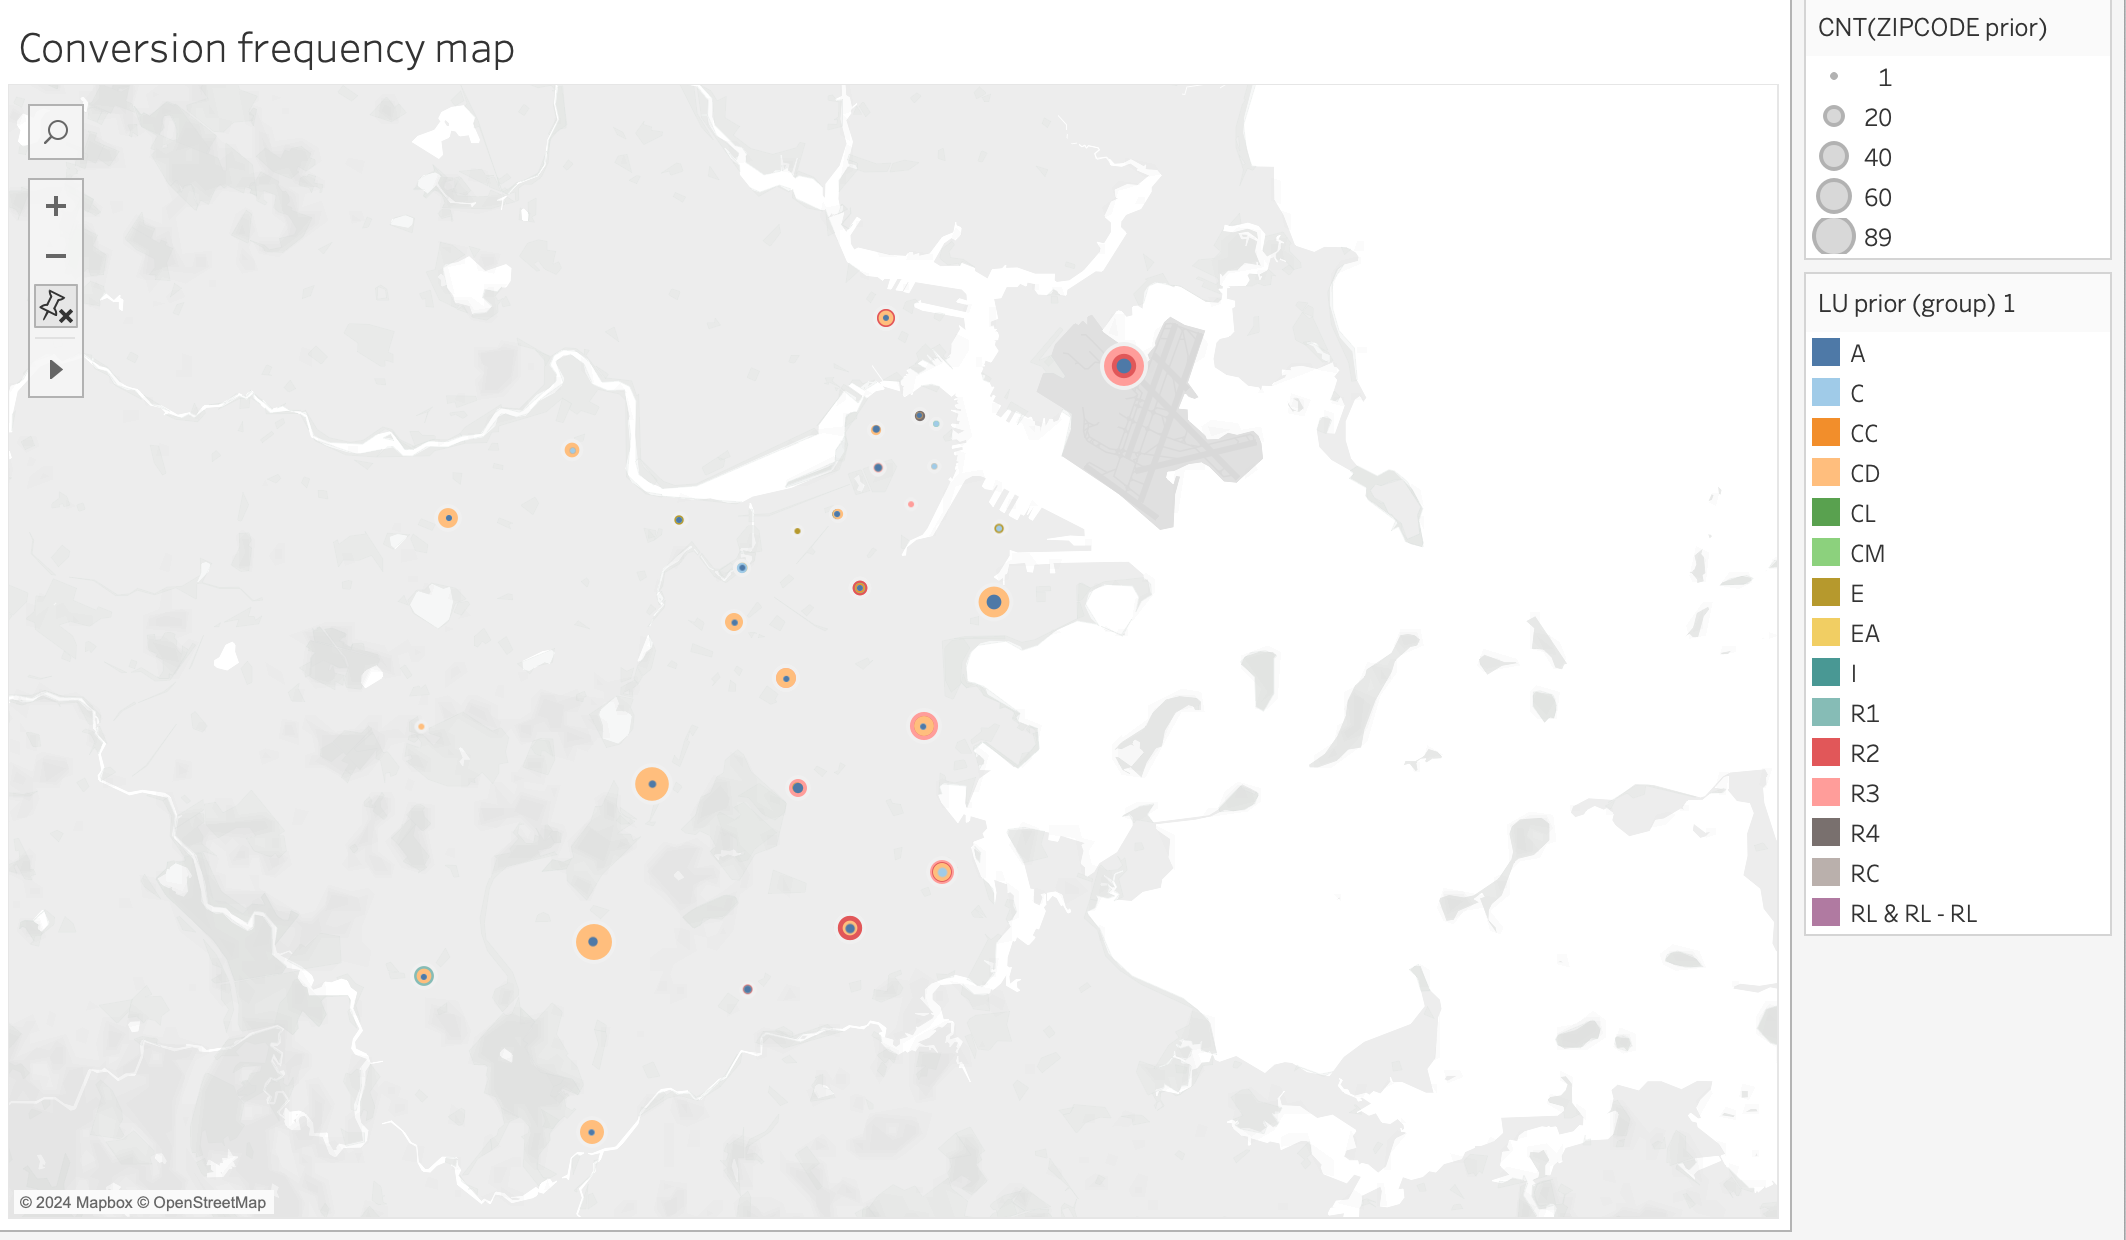 Conversion frequency map
CNT(ZIPCODE prior)
1
20
40
60
89
LU prior (group) 1
A
C
CC
CD
CL
CM
E
EA
I
R1
R2
R3
R4
RC
RL & RL - RL
© 2024 Mapbox © OpenStreetMap